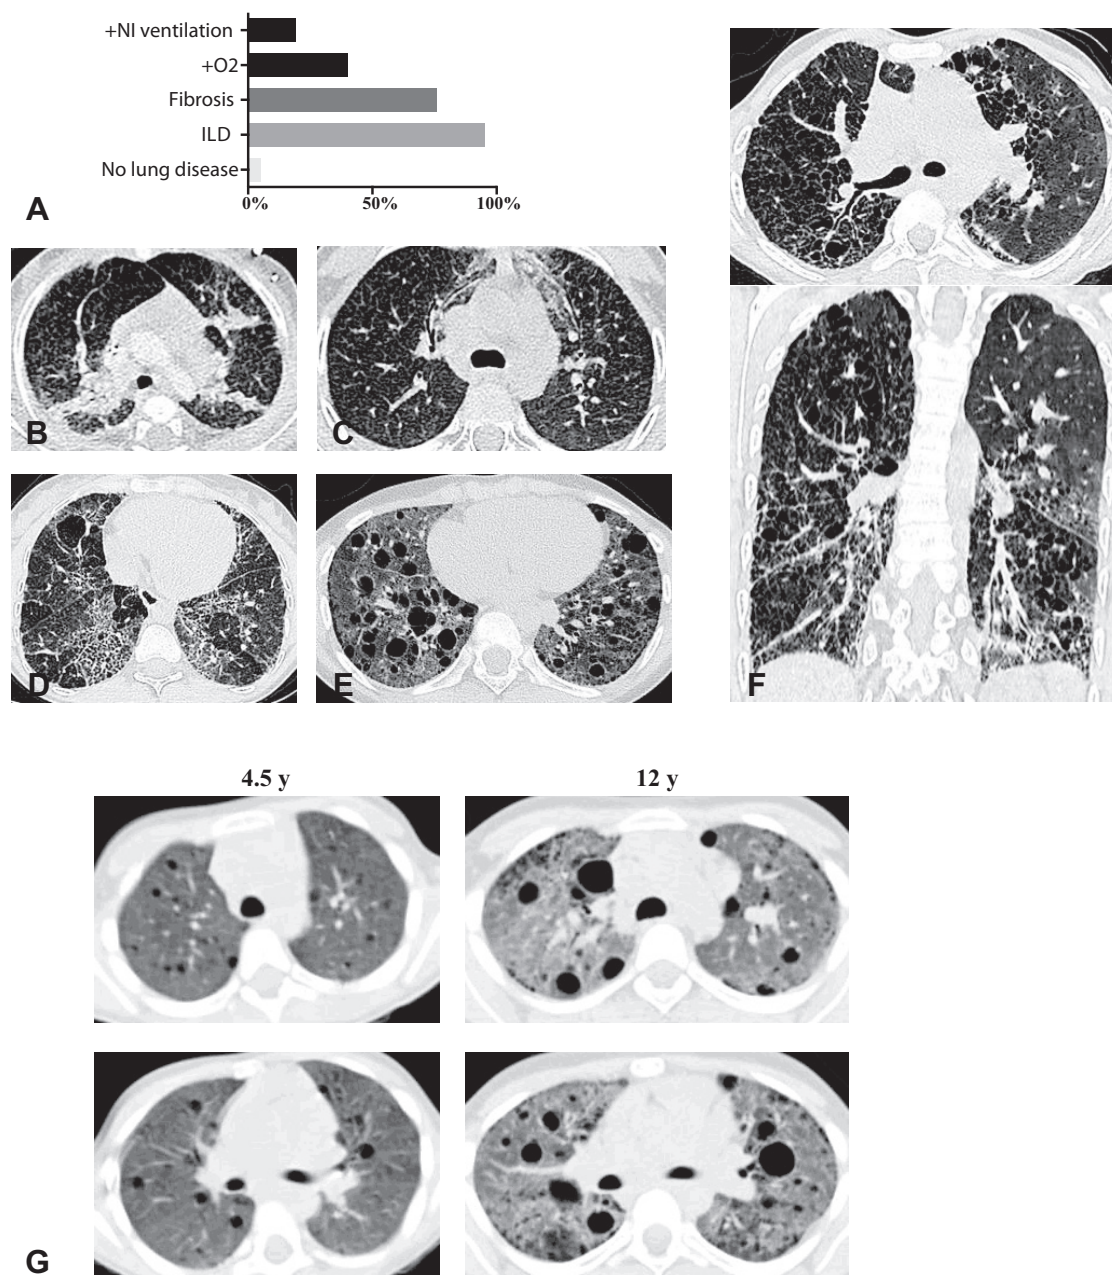 +NI ventilation
+O2
Fibrosis
ILD
No lung disease
0% 50% 100%
A
B
C
D
E
F
4.5 y 12 y
G